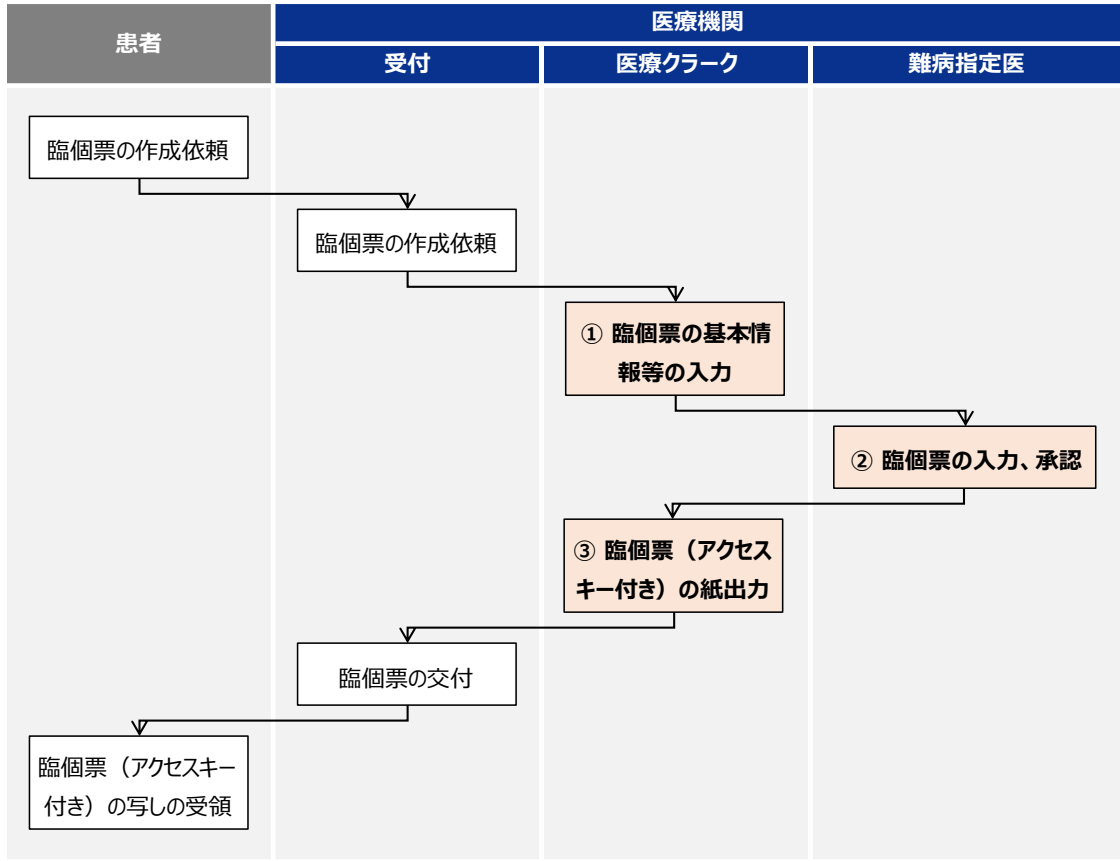 患者
医療機関
受付
医療クラーク
難病指定医
臨個票の作成依頼
臨個票の作成依頼
① 臨個票の基本情
報等の入力
② 臨個票の入力、承認
③ 臨個票（アクセス
キー付き）の紙出力
臨個票の交付
臨個票（アクセスキー
付き）の写しの受領